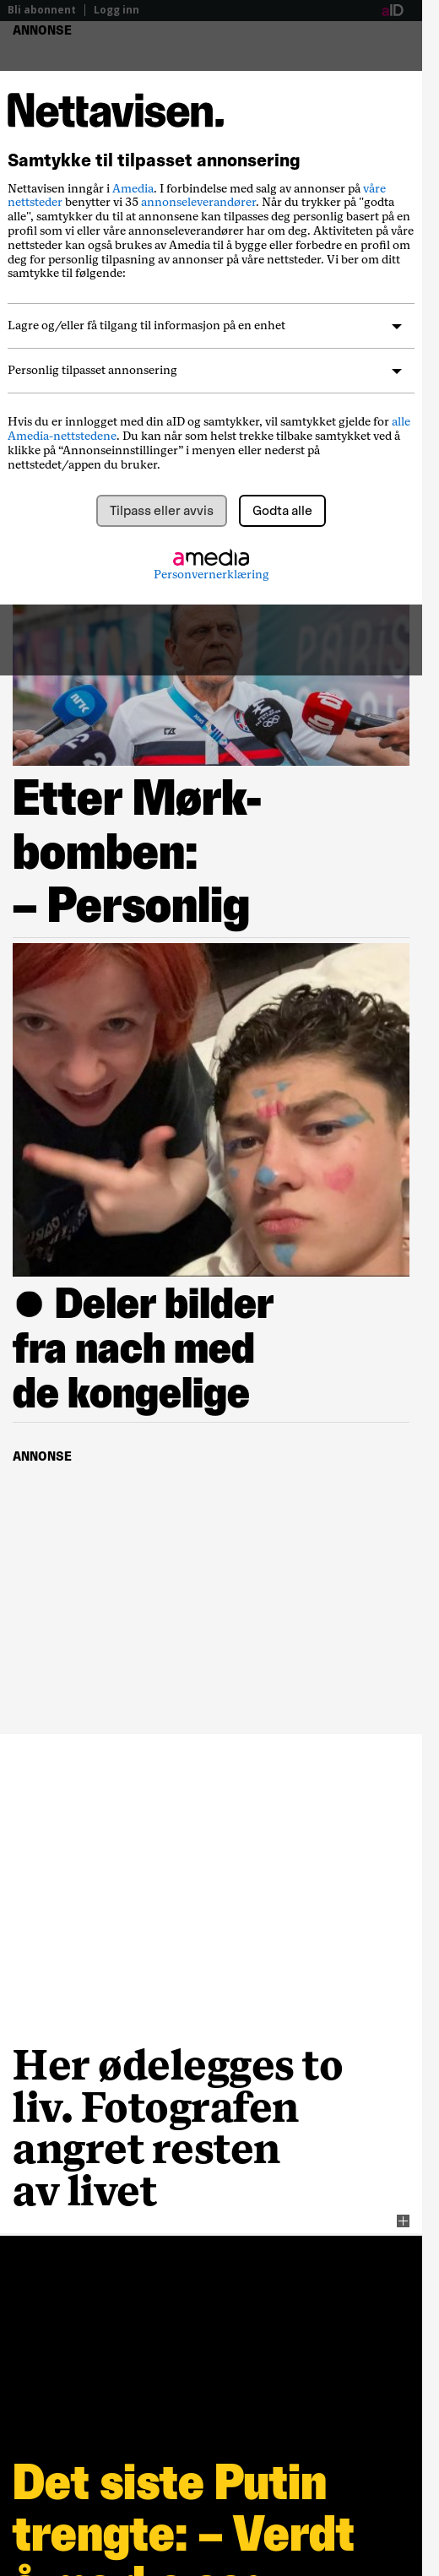 Bli abonnent | Logg inn aID
ANNONSE
Nettavisen.
Samtykke til tilpasset annonsering
Nettavisen inngår i Amedia. I forbindelse med salg av annonser på våre
nettsteder benytter vi 35 annonseleverandører. Når du trykker på "godta
alle", samtykker du til at annonsene kan tilpasses deg personlig basert på en
profil som vi eller våre annonseleverandører har om deg. Aktiviteten på våre
nettsteder kan også brukes av Amedia til å bygge eller forbedre en profil om
deg for personlig tilpasning av annonser på våre nettsteder. Vi ber om ditt
samtykke til følgende:
Lagre og/eller få tilgang til informasjon på en enhet
Personlig tilpasset annonsering
Hvis du er innlogget med din aID og samtykker, vil samtykket gjelde for alle
Amedia-nettstedene. Du kan når som helst trekke tilbake samtykket ved å
klikke på “Annonseinnstillinger” i menyen eller nederst på
nettstedet/appen du bruker.
Tilpass eller avvis
Godta alle
amedia
Personvernerklæring
NRK
2
Etter Mørk-
bomben:
– Personlig
● Deler bilder
fra nach med
de kongelige
ANNONSE
Her ødelegges to
liv. Fotografen
angret resten
av livet
Det siste Putin
trengte: – Verdt